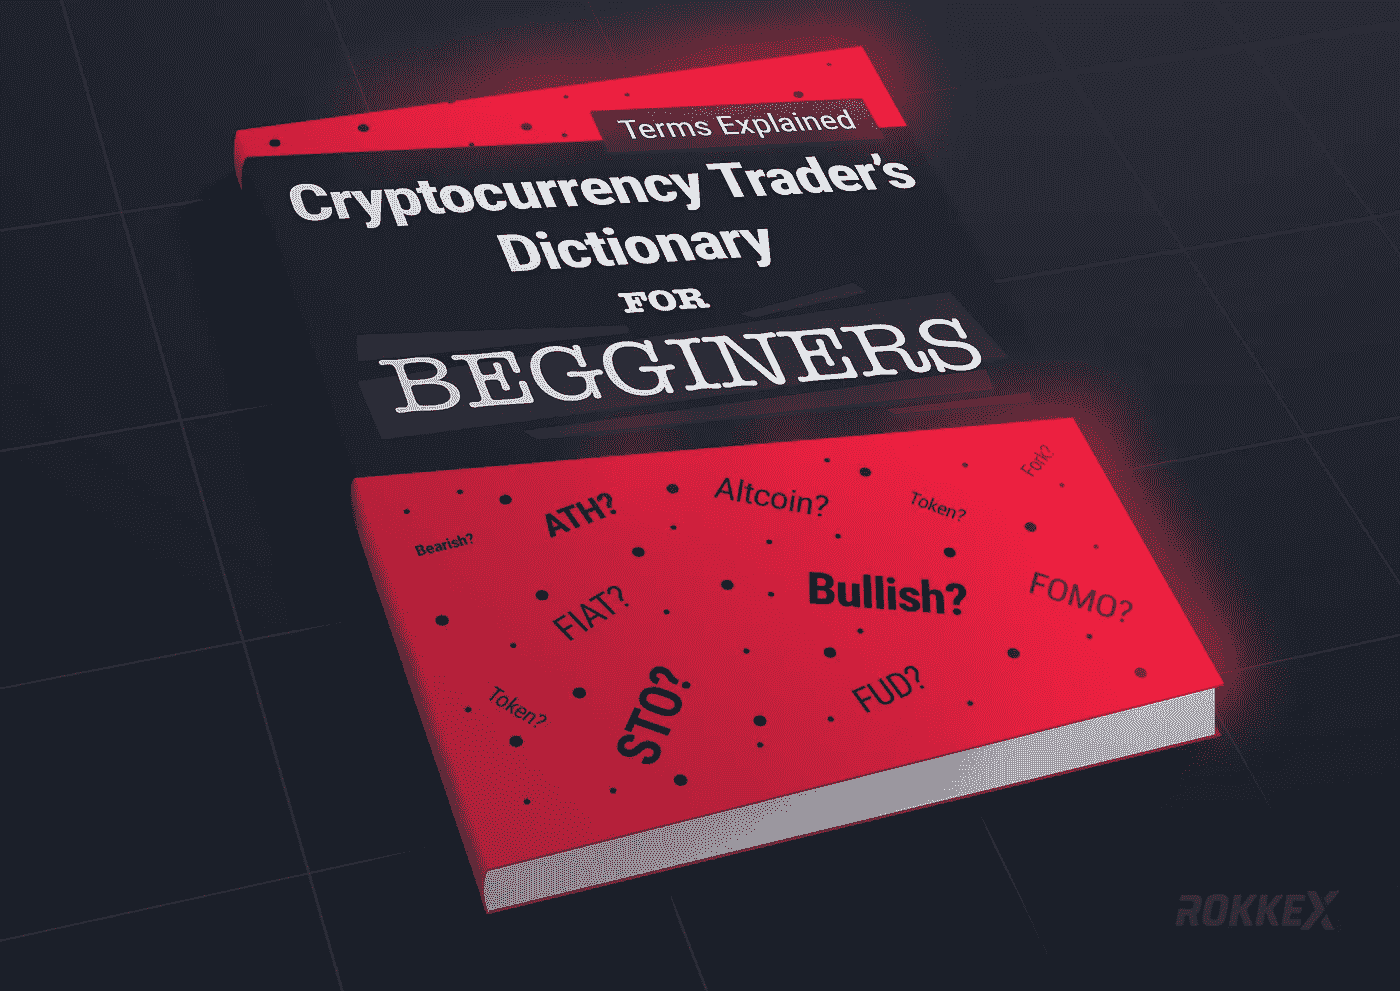 Terms Explained
Cryptocurrency Trader's
Dictionary
FOR
BEGGINERS
Fork?
ATH?
Altcoin?
Token?
Bearish?
FIAT?
Bullish?
FOMO?
Token?
STO?
FUD?
ROKKEX